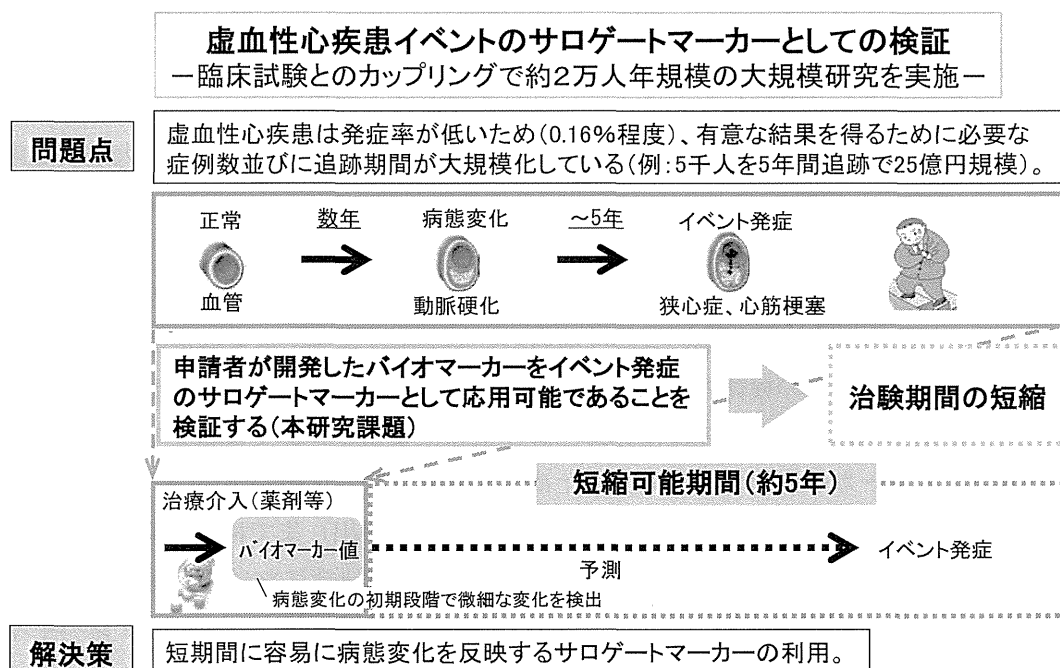 虚血性心疾患イベントのサロゲートマーカーとしての検証
－臨床試験とのカップリングで約2万人年規模の大規模研究を実施－
問題点
虚血性心疾患は発症率が低いため(0.16%程度)、有意な結果を得るために必要な
症例数並びに追跡期間が大規模化している(例:5千人を5年間追跡で25億円規模)。
正常 数年 病態変化 ～5年 イベント発症
血管 動脈硬化 狭心症、心筋梗塞
申請者が開発したバイオマーカーをイベント発症
のサロゲートマーカーとして応用可能であることを
検証する(本研究課題)
治験期間の短縮
短縮可能期間(約5年)
治療介入(薬剤等)
バイオマーカー値
予測
イベント発症
病態変化の初期段階で微細な変化を検出
解決策
短期間に容易に病態変化を反映するサロゲートマーカーの利用。